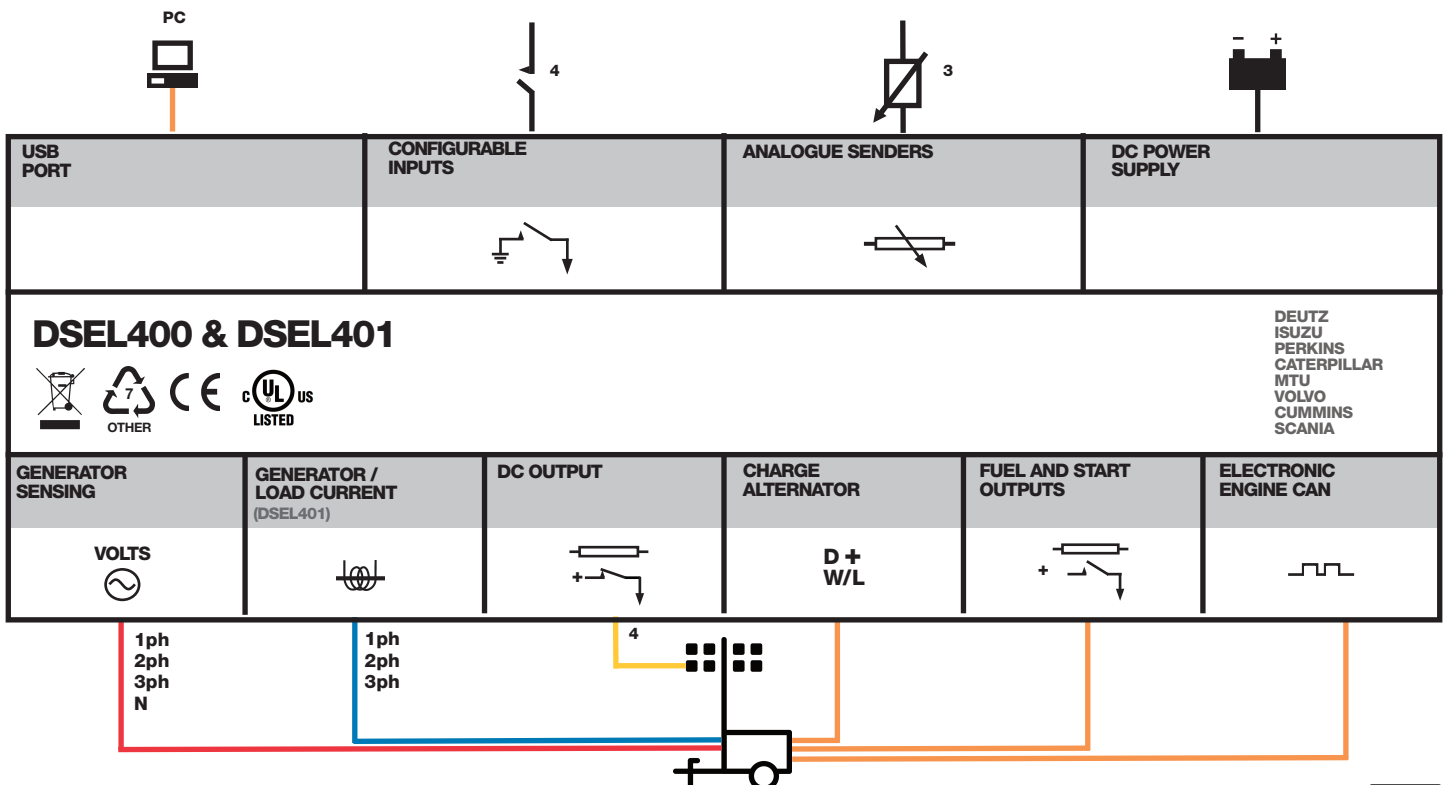 PC
4
3
− +
USB
PORT
CONFIGURABLE
INPUTS
ANALOGUE SENDERS
DC POWER
SUPPLY
DSEL400 & DSEL401
DEUTZ
ISUZU
PERKINS
CATERPILLAR
MTU
VOLVO
CUMMINS
SCANIA
7
OTHER
CE
C UL ® US
LISTED
GENERATOR
SENSING
GENERATOR /
LOAD CURRENT
(DSEL401)
DC OUTPUT
CHARGE
ALTERNATOR
FUEL AND START
OUTPUTS
ELECTRONIC
ENGINE CAN
VOLTS
+
D +
W/L
+
1ph
2ph
3ph
N
1ph
2ph
3ph
4